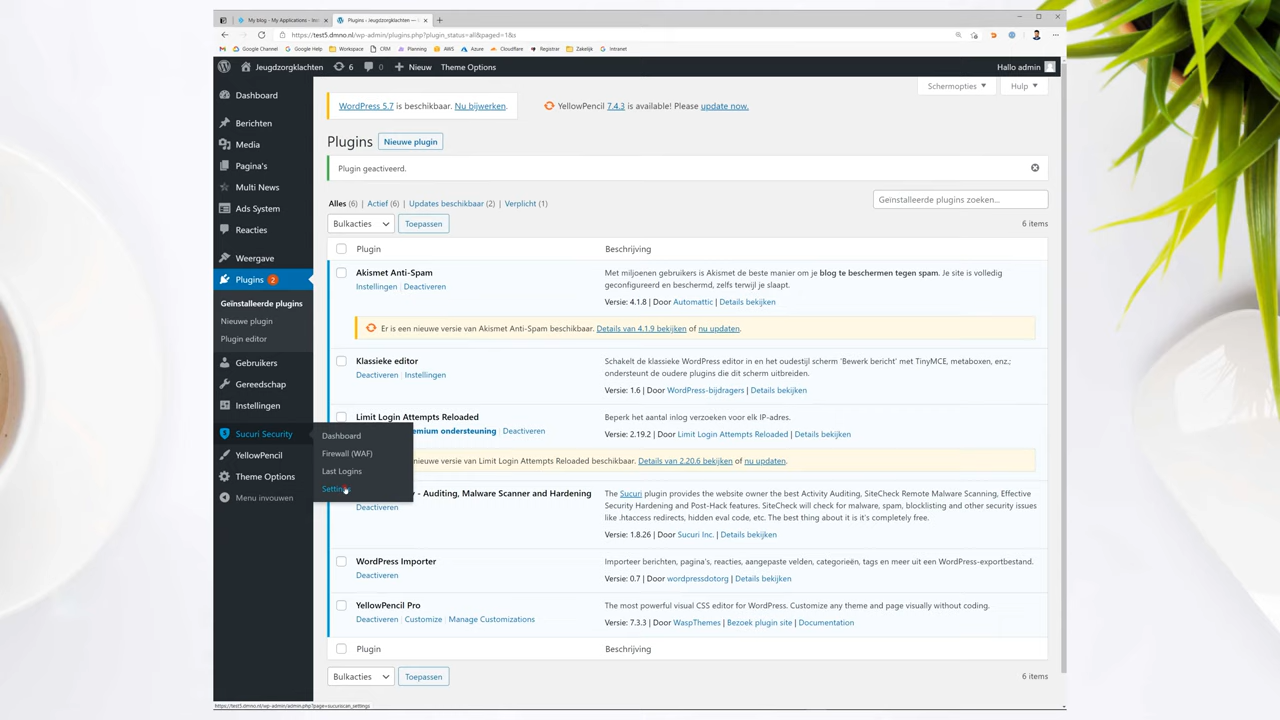 My blog - My Applications - Inn
Plugins ‹ Jeugdzorgklachten —
https://test5.dmno.nl/wp-admin/plugins.php?plugin_status=all&paged=1&s
Google Channel Google Help Workspace CRM Planning AWS Azure Cloudflare Registrar Zakelijk Intranet
Jeugdzorgklachten 6 0 Nieuw Theme Options Hallo admin
Schermopties Help
Dashboard
Berichten
Media
Pagina's
Multi News
Ads System
Reacties
Weergave
Plugins 2
Geïnstalleerde plugins
Nieuwe plugin
Plugin editor
Gebruikers
Gereedschap
Instellingen
Sucuri Security
YellowPencil
Theme Options
Menu invouwen
Dashboard
Firewall (WAF)
Last Logins
Settings
WordPress 5.7 is beschikbaar. Nu bijwerken.
YellowPencil 7.4.3 is available! Please update now.
Plugins Nieuwe plugin
Plugin geactiveerd.
Alles (6) | Actief (6) | Updates beschikbaar (2) | Verplicht (1)
Geïnstalleerde plugins zoeken...
Bulkacties Toepassen 6 items
Plugin Beschrijving
Akismet Anti-Spam
Instellingen | Deactiveren
Met miljoenen gebruikers is Akismet de beste manier om je blog te beschermen tegen spam. Je site is volledig
geconfigureerd en beschermd, zelfs terwijl je slaapt.
Versie: 4.1.8 | Door Automattic | Details bekijken
Er is een nieuwe versie van Akismet Anti-Spam beschikbaar. Details van 4.1.9 bekijken of nu updaten.
Klassieke editor
Deactiveren | Instellingen
Schakelt de klassieke WordPress editor in en het oudestijl scherm 'Bewerk bericht' met TinyMCE, metaboxen, enz.;
ondersteunt de oudere plugins die dit scherm uitbreiden.
Versie: 1.6 | Door WordPress-bijdragers | Details bekijken
Limit Login Attempts Reloaded
emium ondersteuning | Deactiveren
Beperk het aantal inlog verzoeken voor elk IP-adres.
Versie: 2.19.2 | Door Limit Login Attempts Reloaded | Details bekijken
nieuwe versie van Limit Login Attempts Reloaded beschikbaar. Details van 2.20.6 bekijken of nu updaten.
- Auditing, Malware Scanner and Hardening
Deactiveren
The Sucuri plugin provides the website owner the best Activity Auditing, SiteCheck Remote Malware Scanning, Effective
Security Hardening and Post-Hack features. SiteCheck will check for malware, spam, blocklisting and other security issues
like .htaccess redirects, hidden eval code, etc. The best thing about it is it's completely free.
Versie: 1.8.26 | Door Sucuri Inc. | Details bekijken
WordPress Importer
Deactiveren
Importeer berichten, pagina's, reacties, aangepaste velden, categorieën, tags en meer uit een WordPress-exportbestand.
Versie: 0.7 | Door wordpressdotorg | Details bekijken
YellowPencil Pro
Deactiveren | Customize | Manage Customizations
The most powerful visual CSS editor for WordPress. Customize any theme and page visually without coding.
Versie: 7.3.3 | Door WaspThemes | Bezoek plugin site | Documentation
Plugin Beschrijving
Bulkacties Toepassen 6 items
https://test5.dmno.nl/wp-admin/admin.php?page=sucuriscan_settings